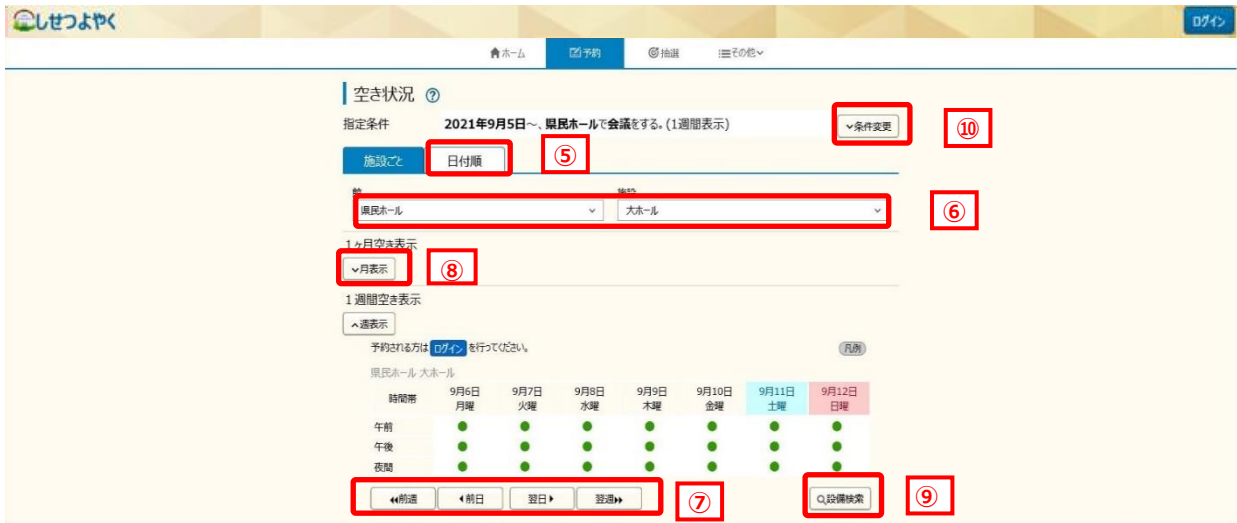 しせつよやく ログイン
ホーム 予約 抽選 その他
空き状況 ?
指定条件 2021年9月5日～、県民ホールで会議をする。(1週間表示) 条件変更 ⑩
施設ごと 日付順 ⑤
館 施設
県民ホール 大ホール ⑥
1ヶ月空き表示
月表示 ⑧
1週間空き表示
週表示
予約される方は ログイン を行ってください。 凡例
県民ホール 大ホール
時間帯 9月6日 9月7日 9月8日 9月9日 9月10日 9月11日 9月12日
月曜 火曜 水曜 木曜 金曜 土曜 日曜
午前
午後
夜間
前週 前日 翌日 翌週 ⑦ 設備検索 ⑨